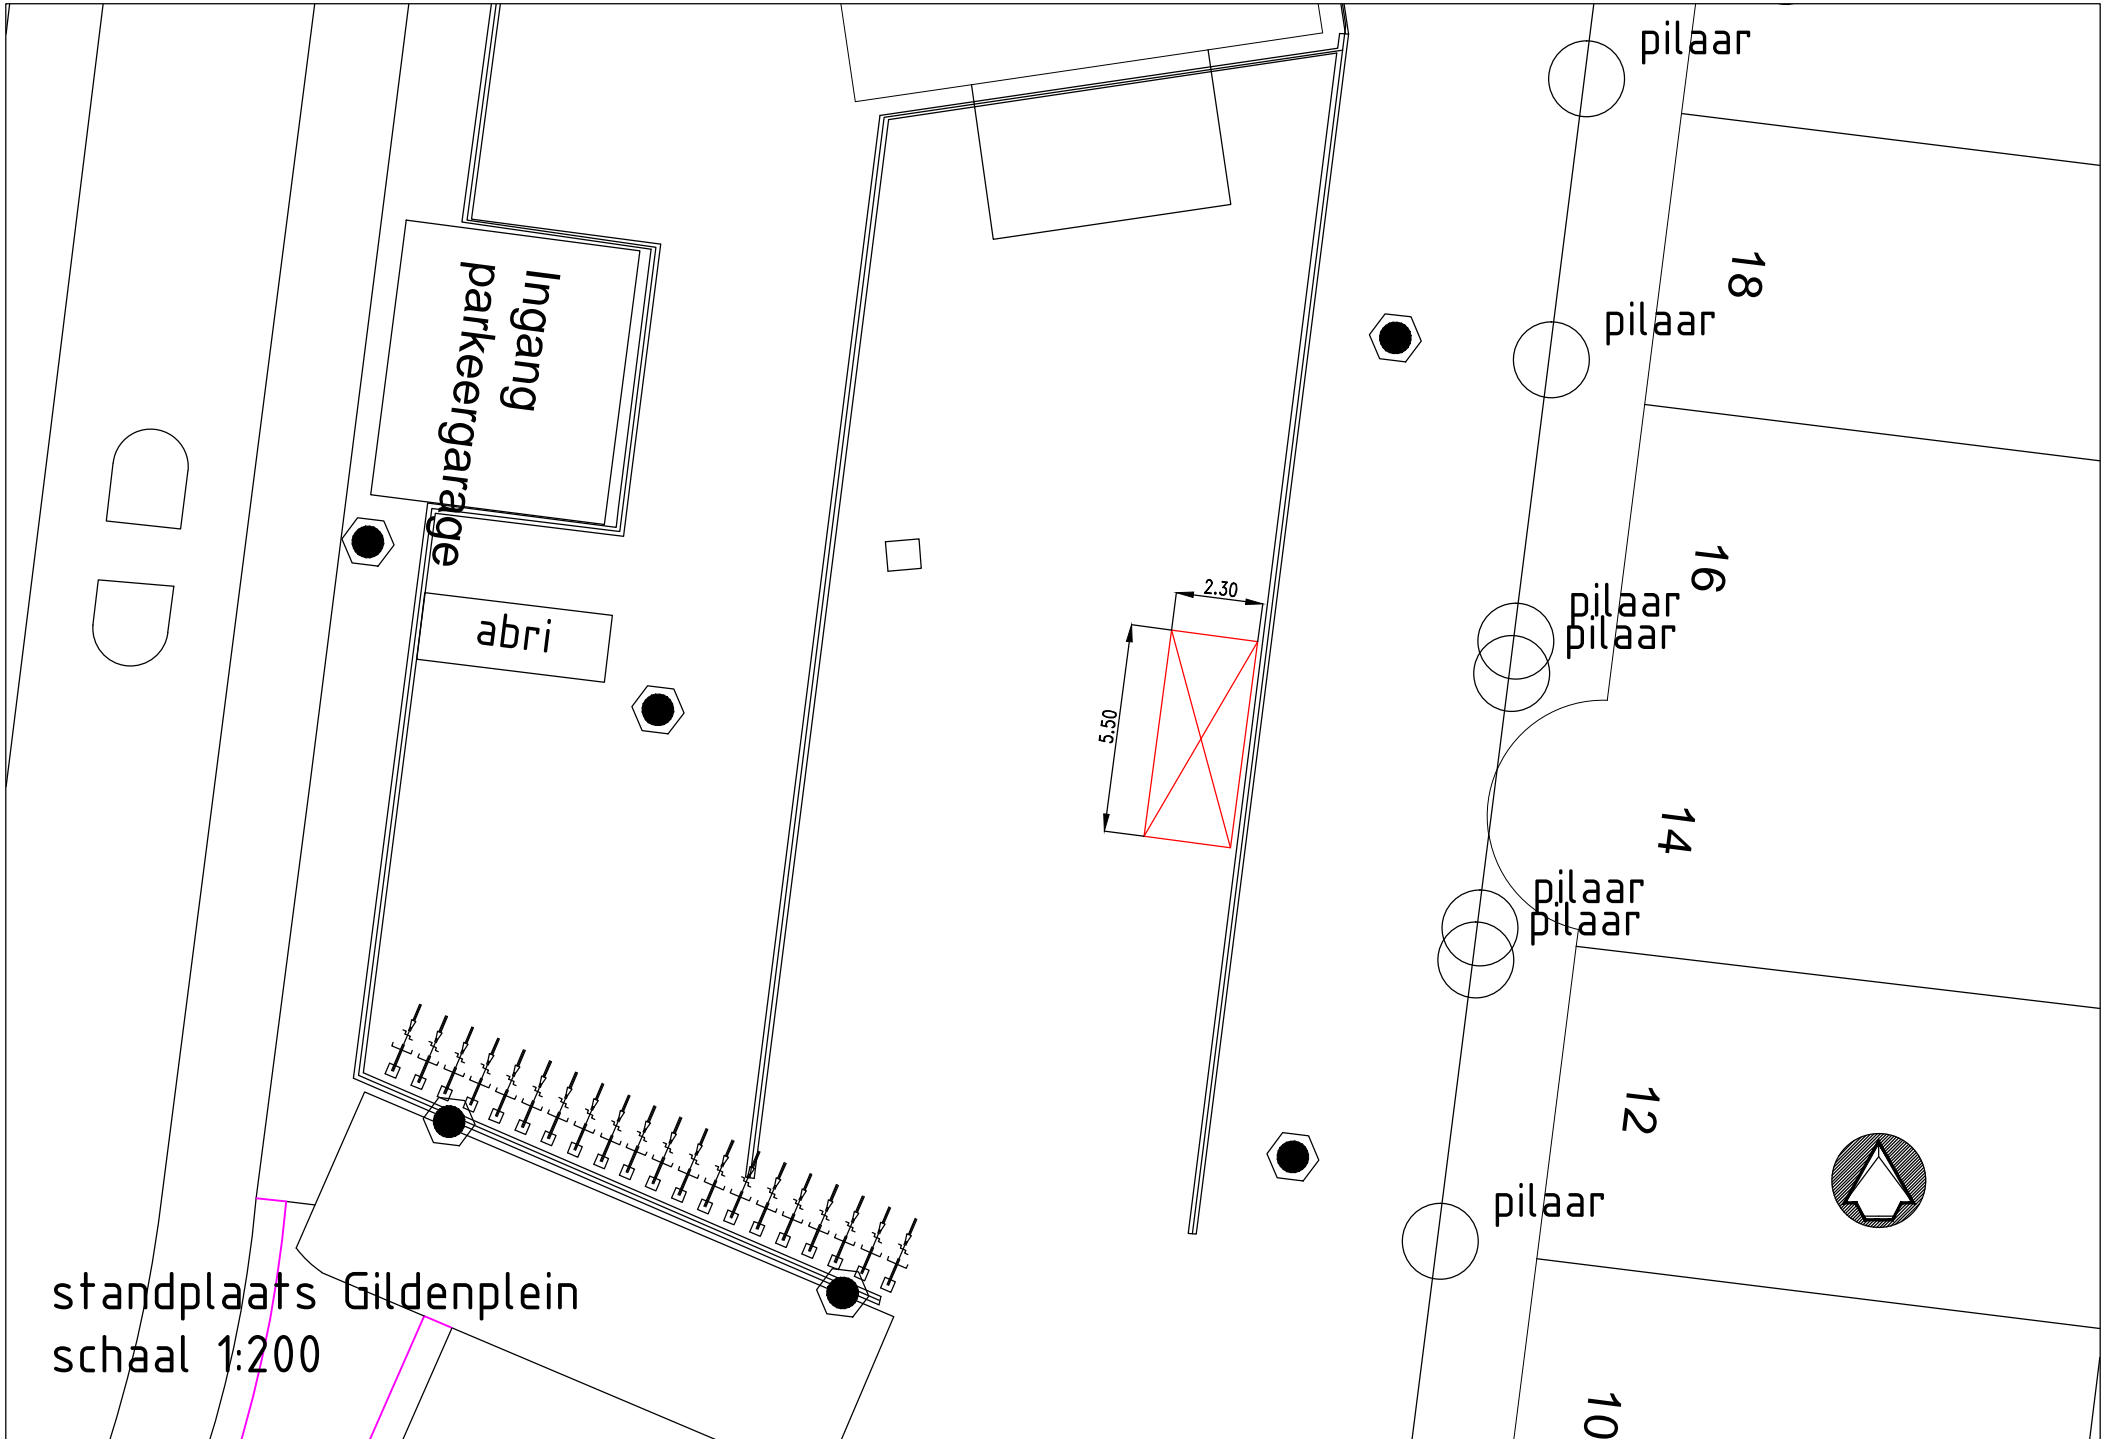 pilaar
18
Ingang
parkeergarage
pilaar
16
2.30
pilaar
pilaar
abri
5.50
14
pilaar
pilaar
12
pilaar
standplaats Gildenplein
schaal 1:200
10